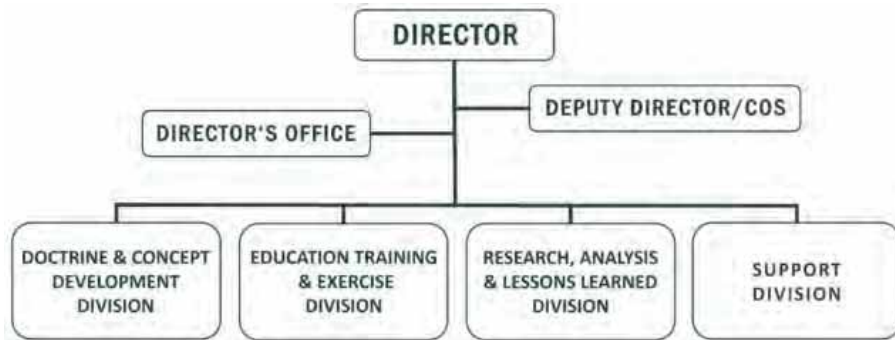 DIRECTOR
DEPUTY DIRECTOR/COS
DIRECTOR'S OFFICE
DOCTRINE & CONCEPT
DEVELOPMENT
DIVISION
EDUCATION TRAINING
& EXERCISE
DIVISION
RESEARCH, ANALYSIS
& LESSONS LEARNED
DIVISION
SUPPORT
DIVISION